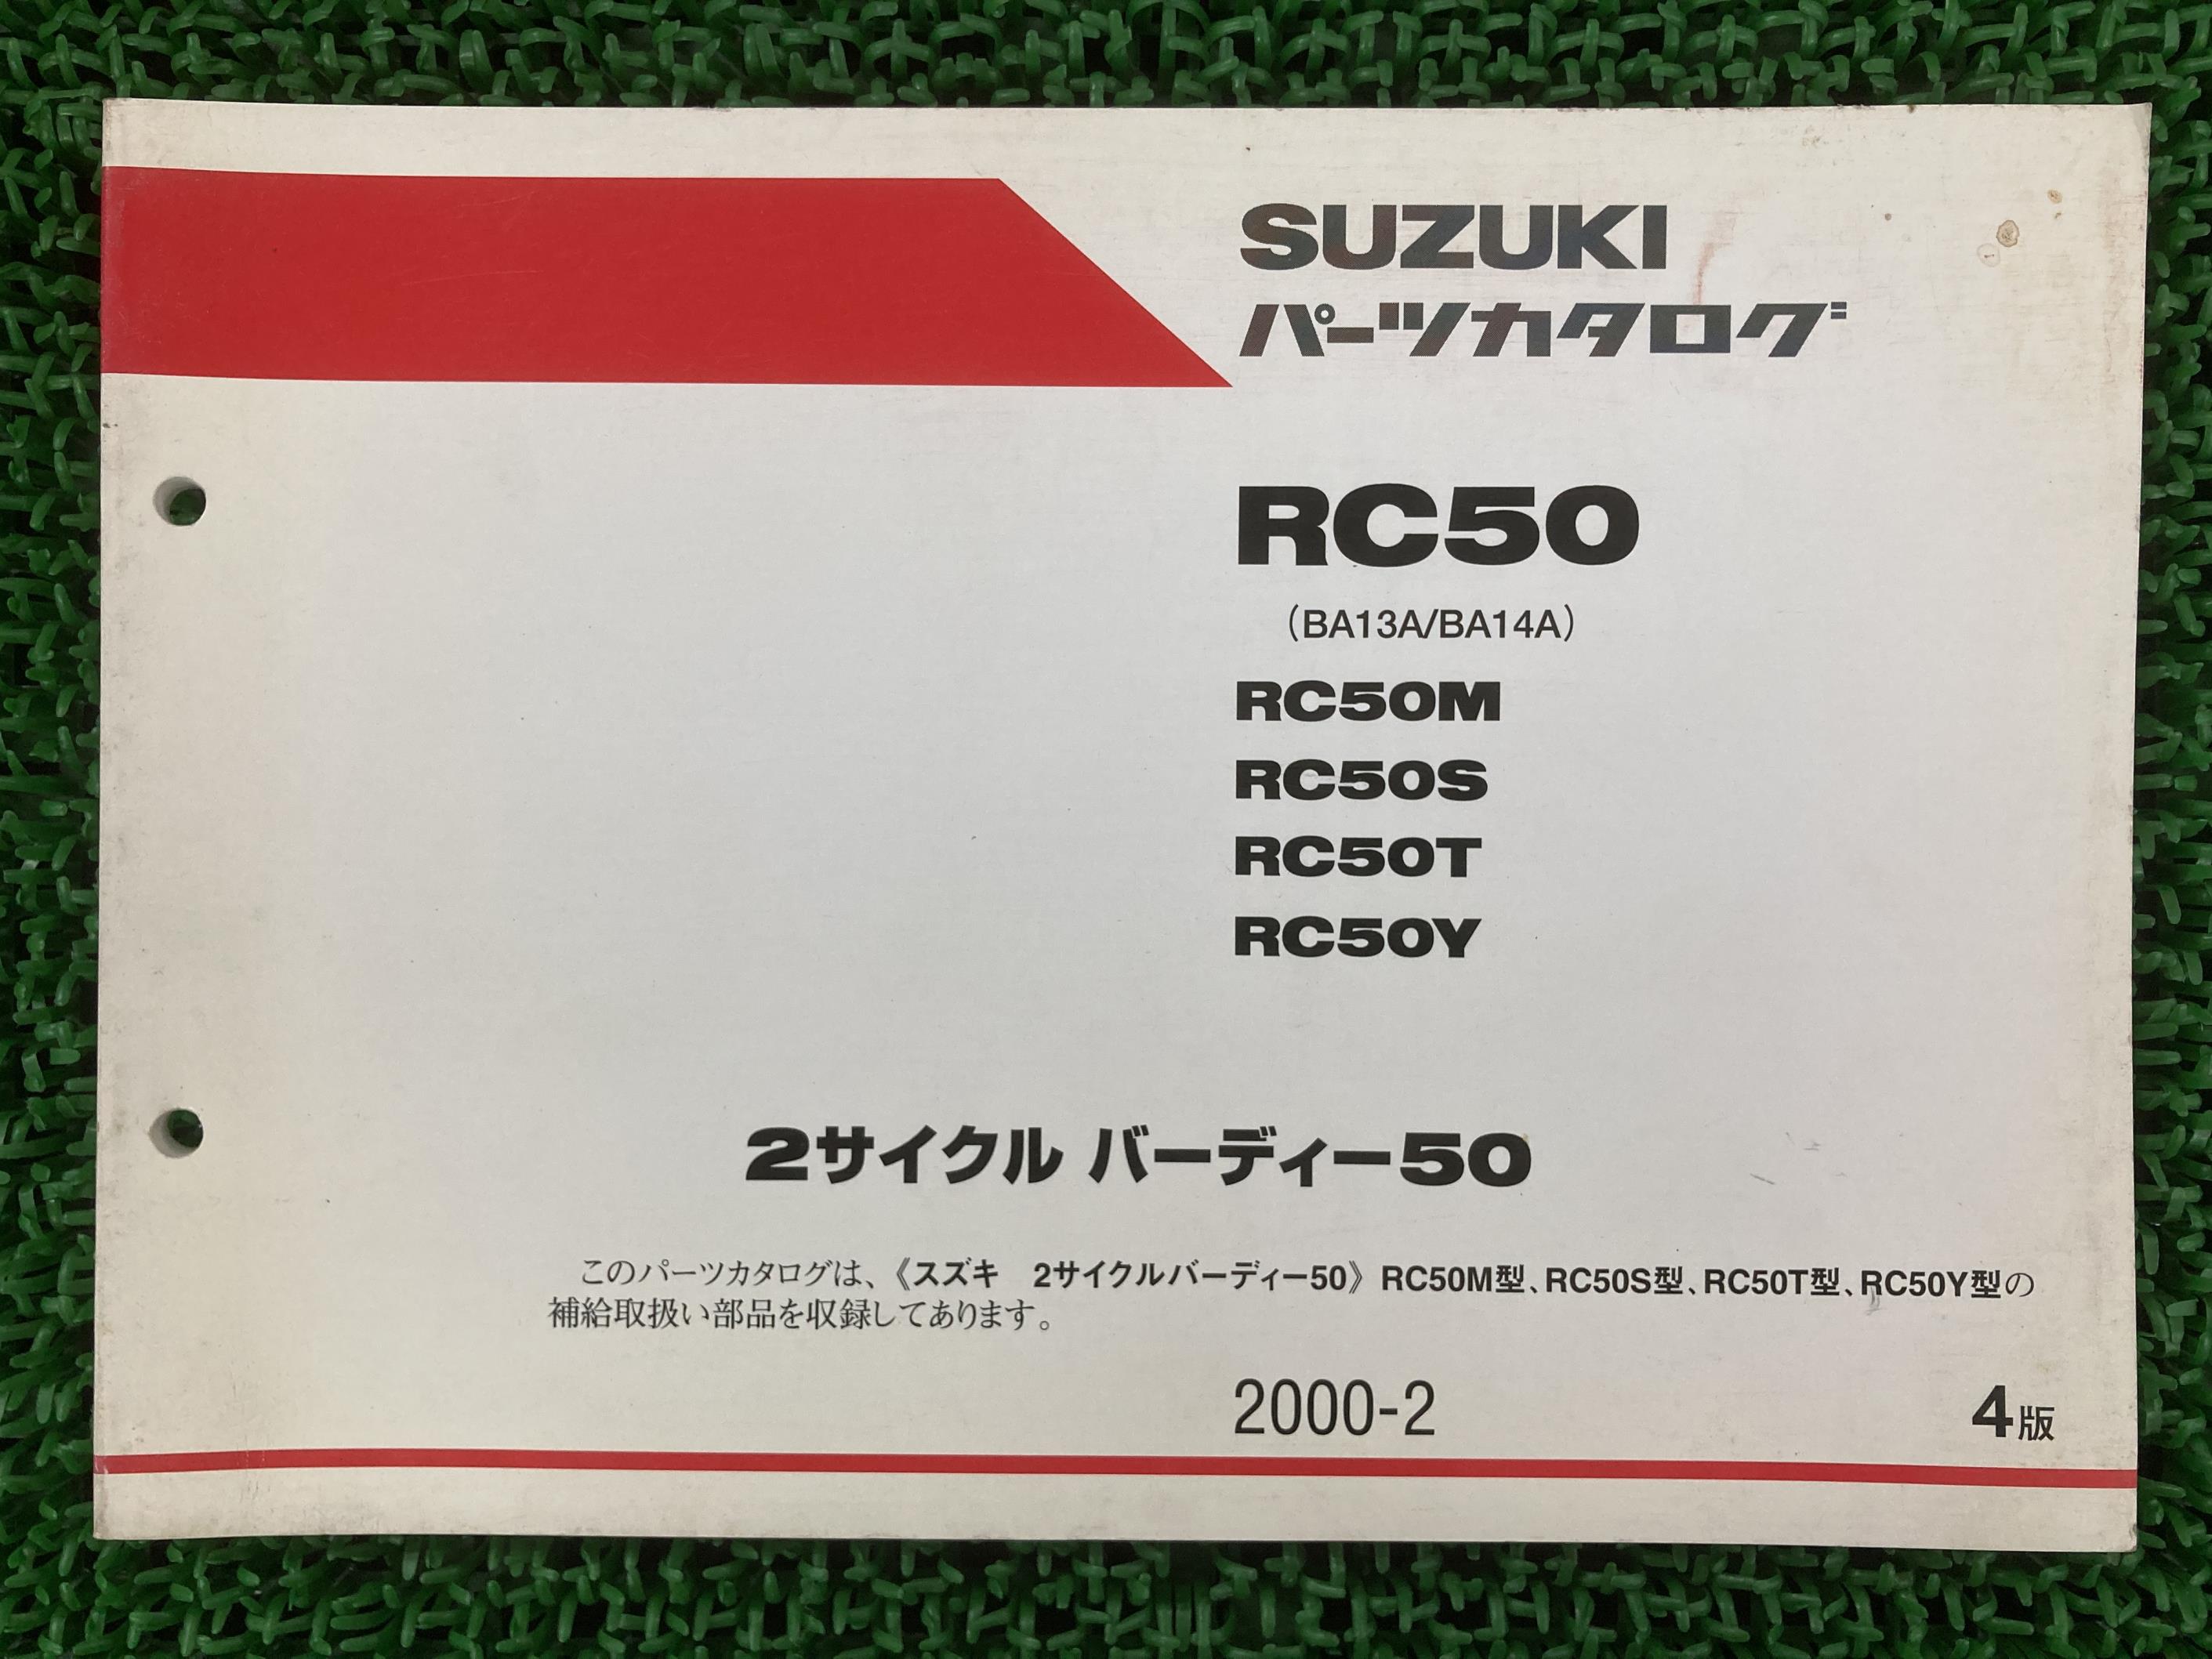 SUZUKI
パーツカタログ
RC50
（BA13A/BA14A）
RC50M
RC50S
RC50T
RC50Y
2サイクル バーディー50
このパーツカタログは、《スズキ　2サイクルバーディー50》RC50M型、RC50S型、RC50T型、RC50Y型の
補給取扱い部品を収録してあります。
2000-2
4版